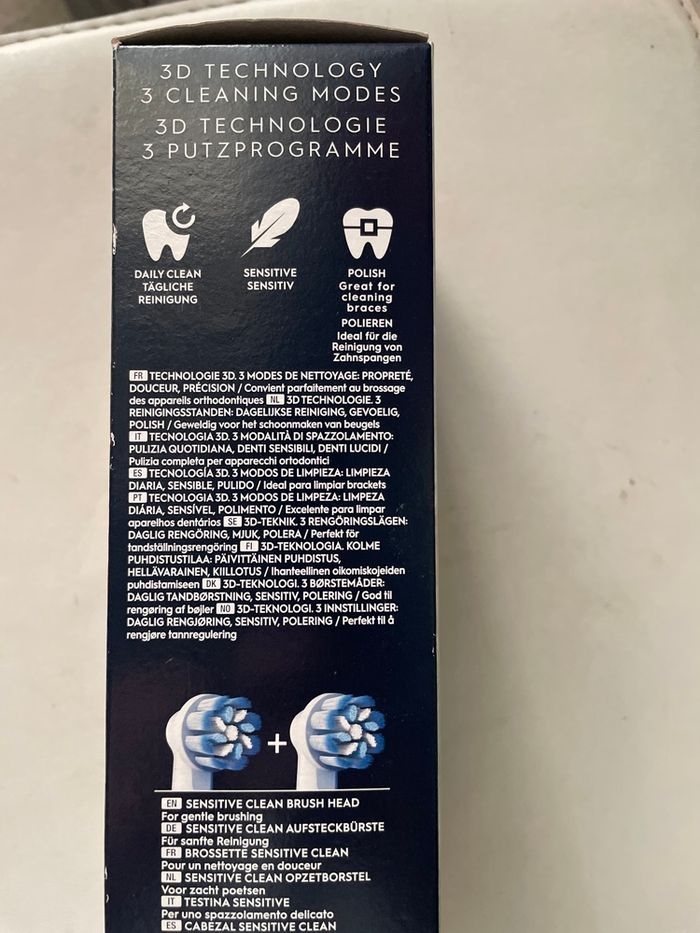 3D TECHNOLOGY
3 CLEANING MODES
3D TECHNOLOGIE
3 PUTZPROGRAMME
DAILY CLEAN
TÄGLICHE
REINIGUNG
SENSITIVE
SENSITIV
POLISH
Great for
cleaning
braces
POLIEREN
Ideal für die
Reinigung von
Zahnspangen
FR TECHNOLOGIE 3D. 3 MODES DE NETTOYAGE: PROPRETÉ,
DOUCEUR, PRÉCISION / Convient parfaitement au brossage
des appareils orthodontiques NL 3D TECHNOLOGIE. 3
REINIGINGSSTANDEN: DAGELIJKSE REINIGING, GEVOELIG,
POLISH / Geweldig voor het schoonmaken van beugels
IT TECNOLOGIA 3D. 3 MODALITÀ DI SPAZZOLAMENTO:
PULIZIA QUOTIDIANA, DENTI SENSIBILI, DENTI LUCIDI /
Pulizia completa per apparecchi ortodontici
ES TECNOLOGÍA 3D. 3 MODOS DE LIMPIEZA: LIMPIEZA
DIARIA, SENSIBLE, PULIDO / Ideal para limpiar brackets
PT TECNOLOGIA 3D. 3 MODOS DE LIMPEZA: LIMPEZA
DIÁRIA, SENSÍVEL, POLIMENTO / Excelente para limpar
aparelhos dentários SE 3D-TEKNIK. 3 RENGÖRINGSLÄGEN:
DAGLIG RENGÖRING, MJUK, POLERA / Perfekt för
tandställningsrengöring FI 3D-TEKNOLOGIA. KOLME
PUHDISTUSTILAA: PÄIVITTÄINEN PUHDISTUS,
HELLÄVARAINEN, KIILLOTUS / Ihanteellinen oikomiskojeiden
puhdistamiseen DK 3D-TEKNOLOGI. 3 BØRSTEMÅDER:
DAGLIG TANDBØRSTNING, SENSITIV, POLERING / God til
rengøring af bøjler NO 3D-TEKNOLOGI. 3 INNSTILLINGER:
DAGLIG RENGJØRING, SENSITIV, POLERING / Perfekt til å
rengjøre tannregulering
+
EN SENSITIVE CLEAN BRUSH HEAD
For gentle brushing
DE SENSITIVE CLEAN AUFSTECKBÜRSTE
Für sanfte Reinigung
FR BROSSETTE SENSITIVE CLEAN
Pour un nettoyage en douceur
NL SENSITIVE CLEAN OPZETBORSTEL
Voor zacht poetsen
IT TESTINA SENSITIVE
Per uno spazzolamento delicato
ES CABEZAL SENSITIVE CLEAN